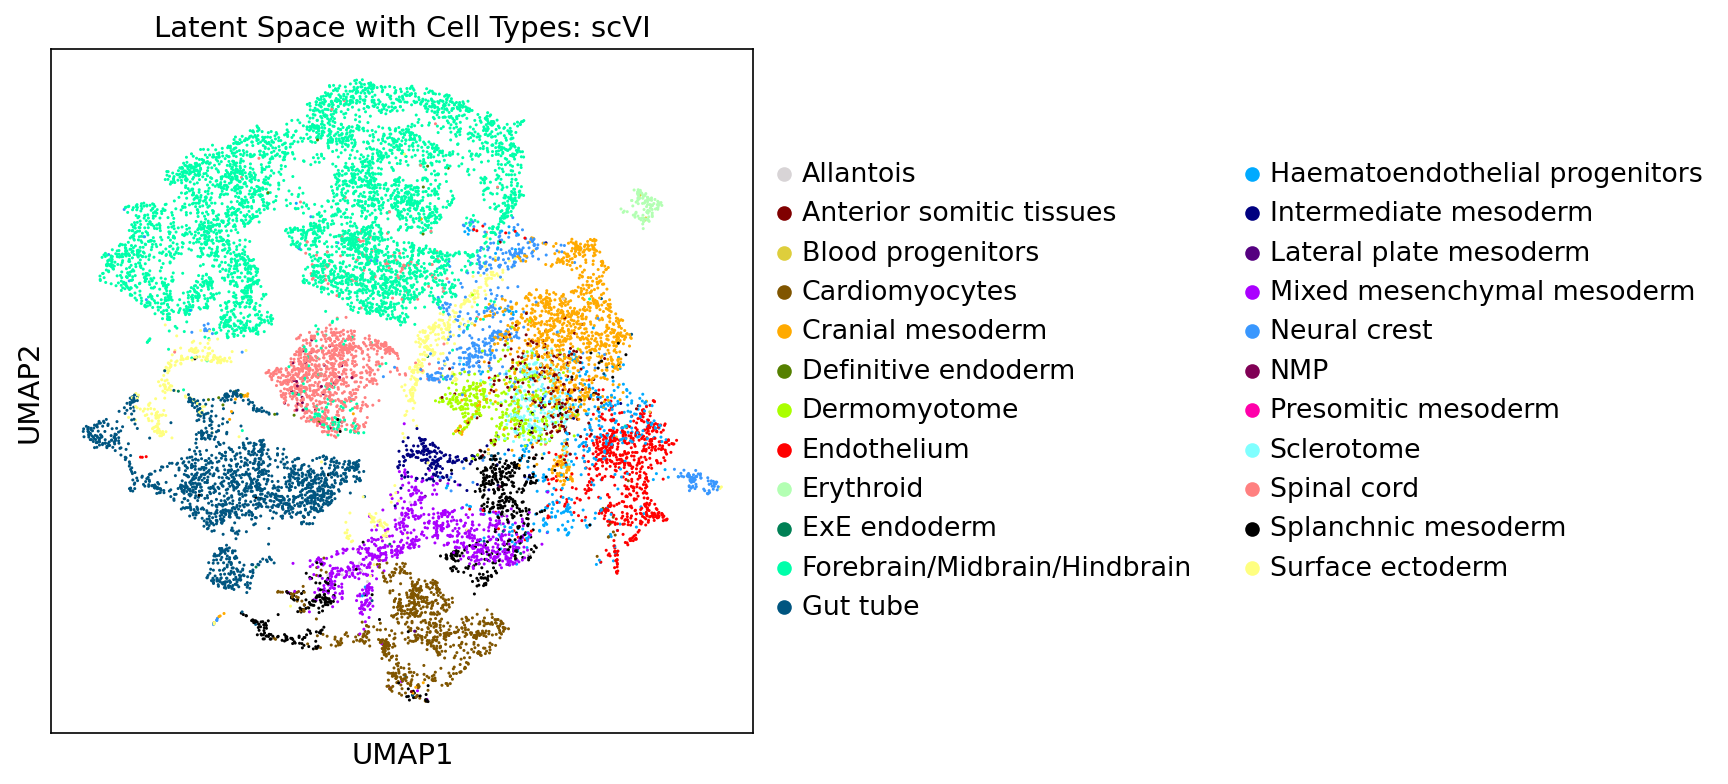 Latent Space with Cell Types: scVI
UMAP2
UMAP1
Allantois
Anterior somitic tissues
Blood progenitors
Cardiomyocytes
Cranial mesoderm
Definitive endoderm
Dermomyotome
Endothelium
Erythroid
ExE endoderm
Forebrain/Midbrain/Hindbrain
Gut tube
Haematoendothelial progenitors
Intermediate mesoderm
Lateral plate mesoderm
Mixed mesenchymal mesoderm
Neural crest
NMP
Presomitic mesoderm
Sclerotome
Spinal cord
Splanchnic mesoderm
Surface ectoderm